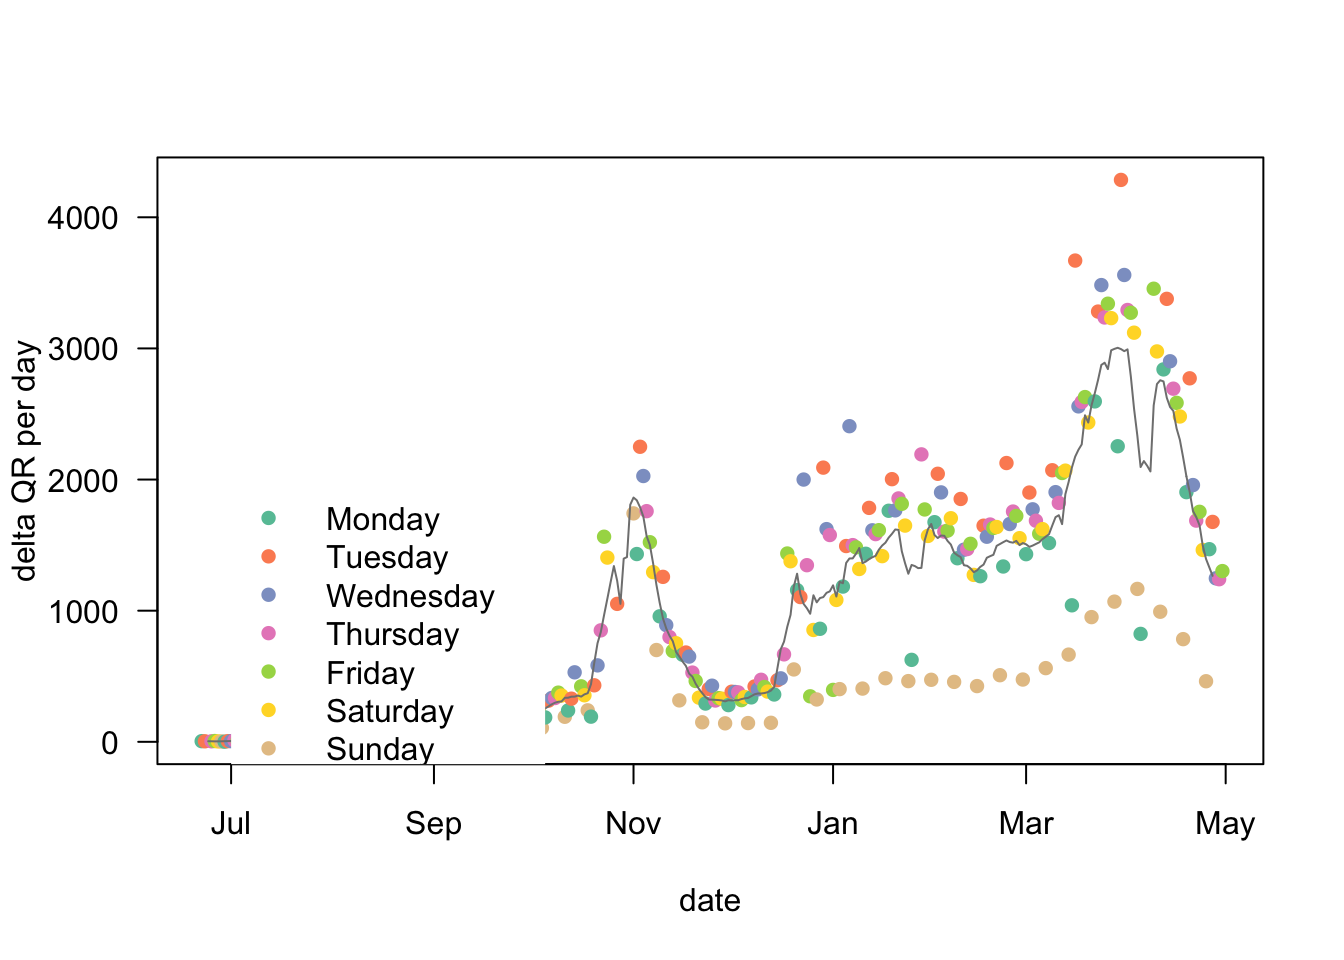 delta QR per day
4000
3000
2000
1000
0
Monday
Tuesday
Wednesday
Thursday
Friday
Saturday
Sunday
Jul Sep Nov Jan Mar May
date